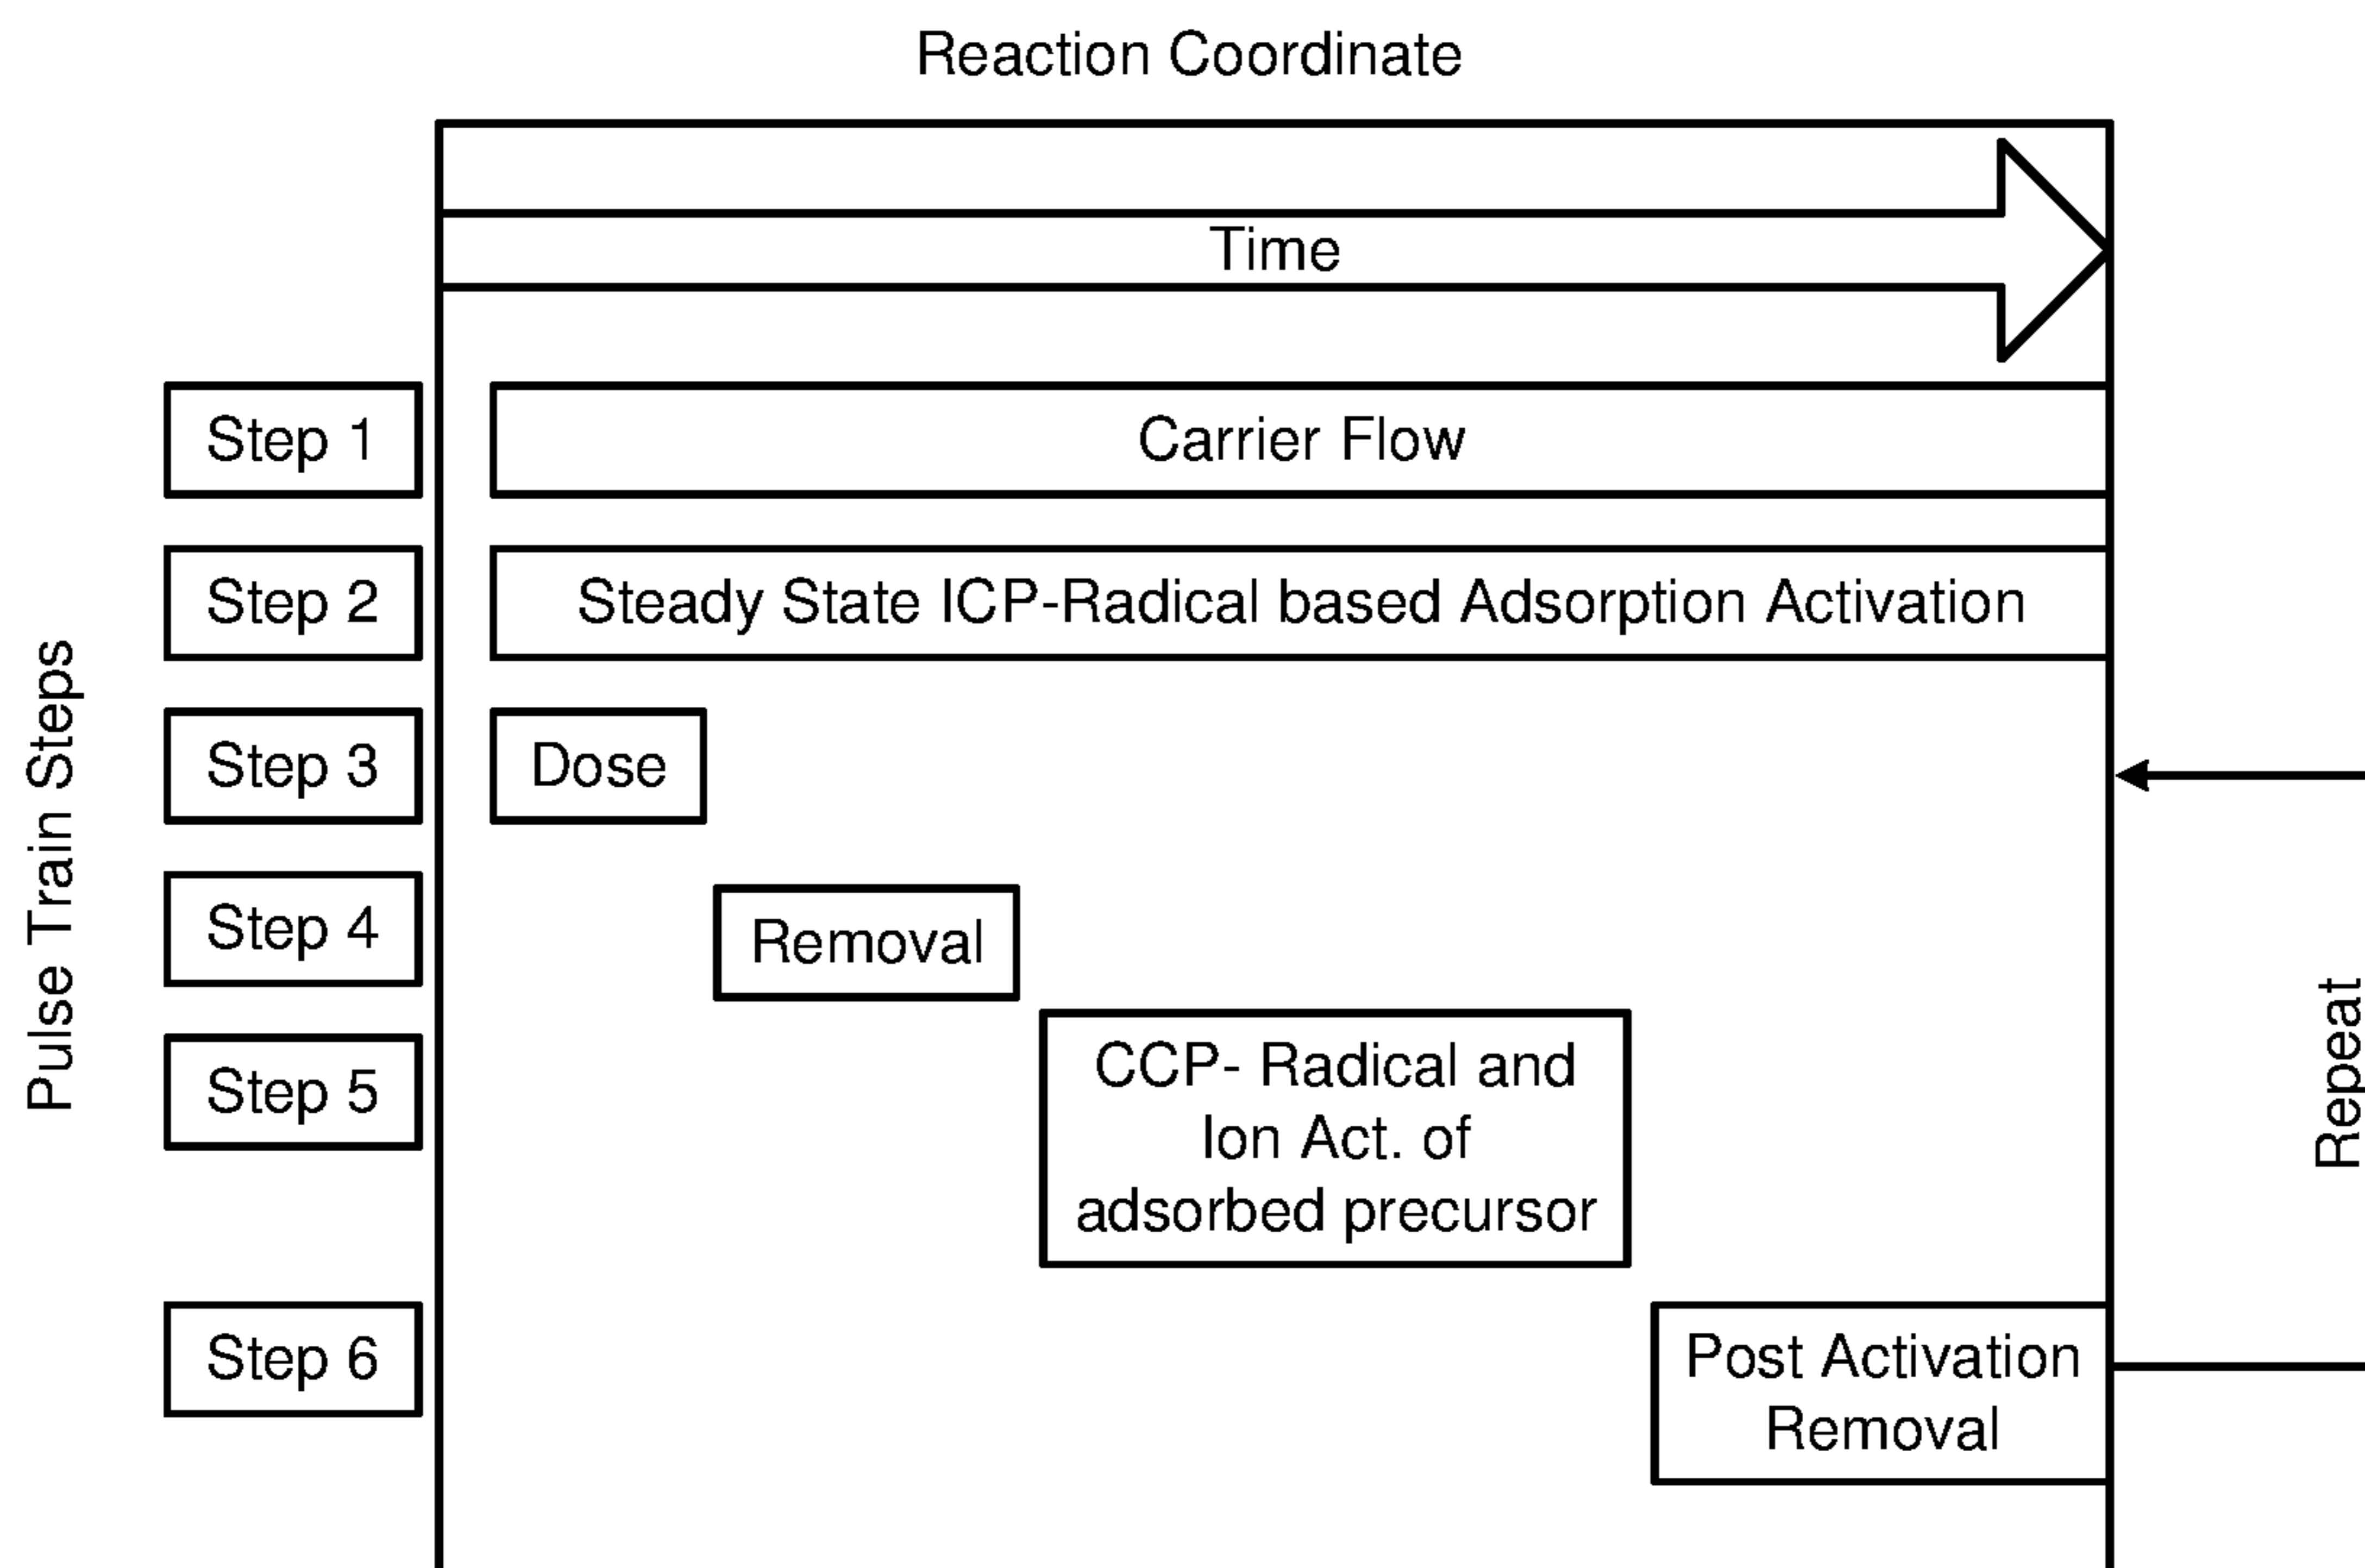 Reaction Coordinate
Time
Pulse Train Steps
Step 1
Carrier Flow
Step 2
Steady State ICP-Radical based Adsorption Activation
Step 3
Dose
Step 4
Removal
Step 5
CCP- Radical and
Ion Act. of
adsorbed precursor
Step 6
Post Activation
Removal
Repeat